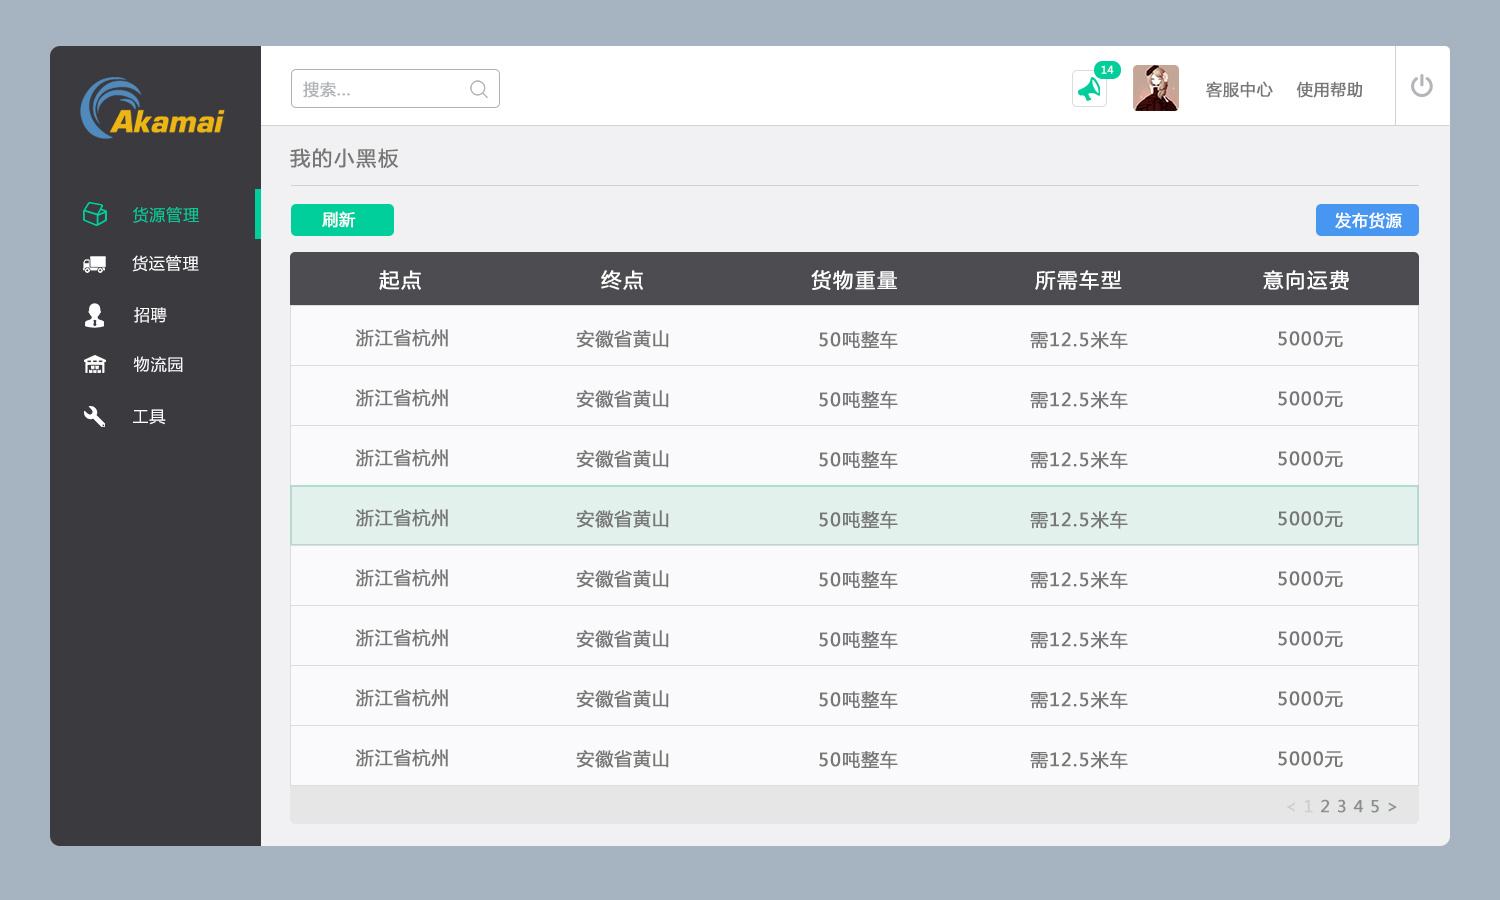 Akamai
搜索...
14
客服中心
使用帮助
我的小黑板
货源管理
货运管理
招聘
物流园
工具
刷新
发布货源
起点 终点 货物重量 所需车型 意向运费
浙江省杭州 安徽省黄山 50吨整车 需12.5米车 5000元
浙江省杭州 安徽省黄山 50吨整车 需12.5米车 5000元
浙江省杭州 安徽省黄山 50吨整车 需12.5米车 5000元
浙江省杭州 安徽省黄山 50吨整车 需12.5米车 5000元
浙江省杭州 安徽省黄山 50吨整车 需12.5米车 5000元
浙江省杭州 安徽省黄山 50吨整车 需12.5米车 5000元
浙江省杭州 安徽省黄山 50吨整车 需12.5米车 5000元
浙江省杭州 安徽省黄山 50吨整车 需12.5米车 5000元
< 1 2 3 4 5 >